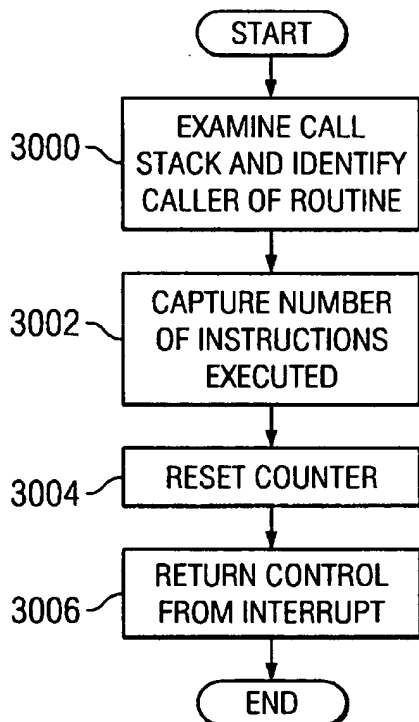 START
3000
EXAMINE CALL
STACK AND IDENTIFY
CALLER OF ROUTINE
3002
CAPTURE NUMBER
OF INSTRUCTIONS
EXECUTED
3004
RESET COUNTER
3006
RETURN CONTROL
FROM INTERRUPT
END